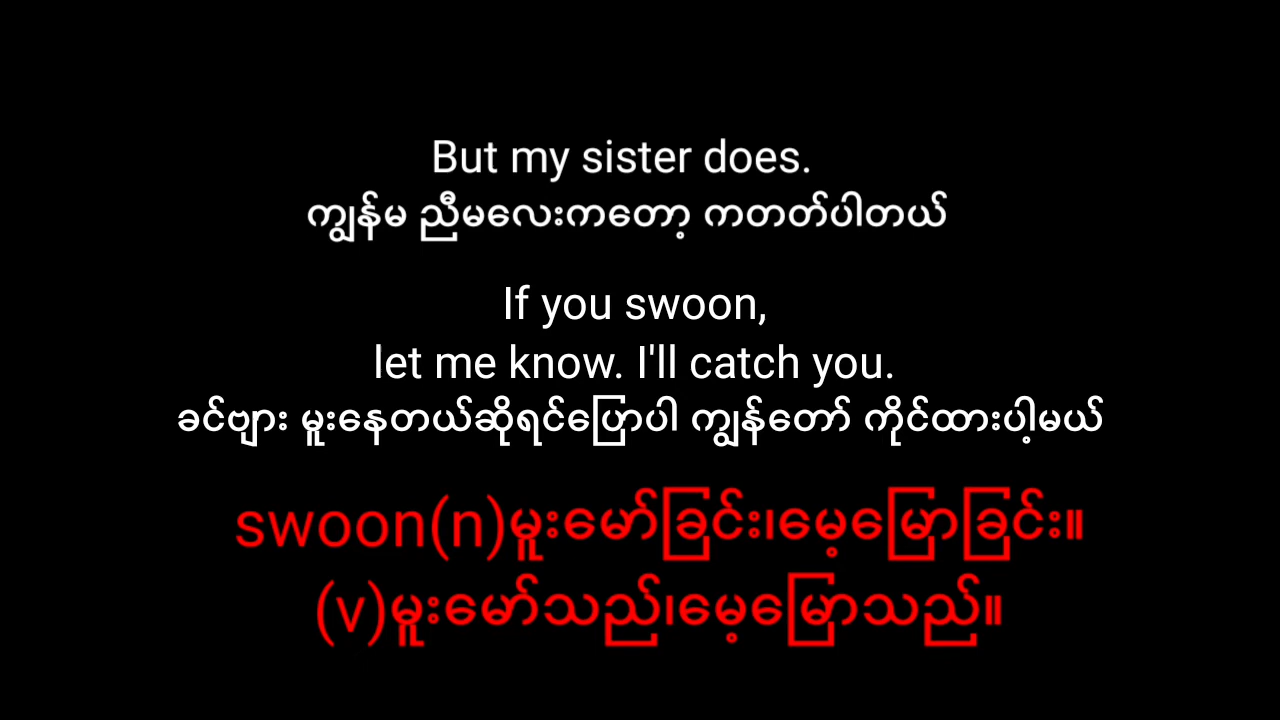 But my sister does.
ကျွန်မ ညီမလေးကတော့ ကတတ်ပါတယ်
If you swoon,
let me know. I'll catch you.
ခင်ဗျား မူးနေတယ်ဆိုရင်ပြောပါ ကျွန်တော် ကိုင်ထားပါ့မယ်
swoon(n)မူးမော်ခြင်း၊မေ့မြောခြင်း။
(v)မူးမော်သည်၊မေ့မြောသည်။